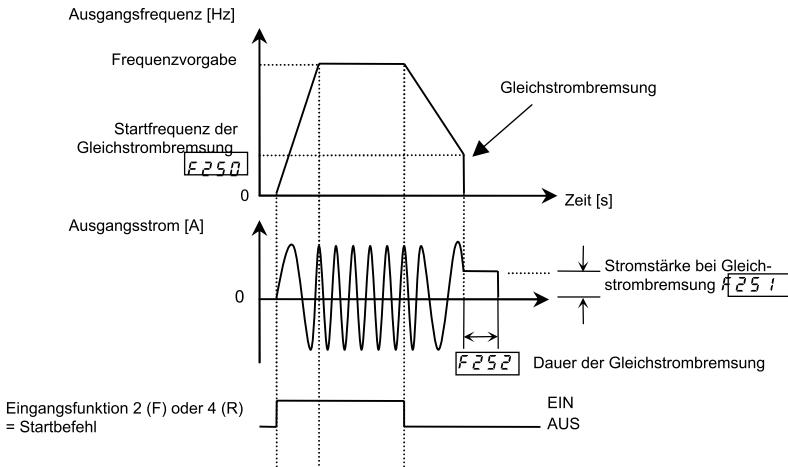 Ausgangsfrequenz [Hz]
Frequenzvorgabe
Gleichstrombremsung
Startfrequenz der
Gleichstrombremsung
F250
0
Zeit [s]
Ausgangsstrom [A]
Stromstärke bei Gleich-
strombremsung F251
0
F252
Dauer der Gleichstrombremsung
Eingangsfunktion 2 (F) oder 4 (R)
= Startbefehl
EIN
AUS